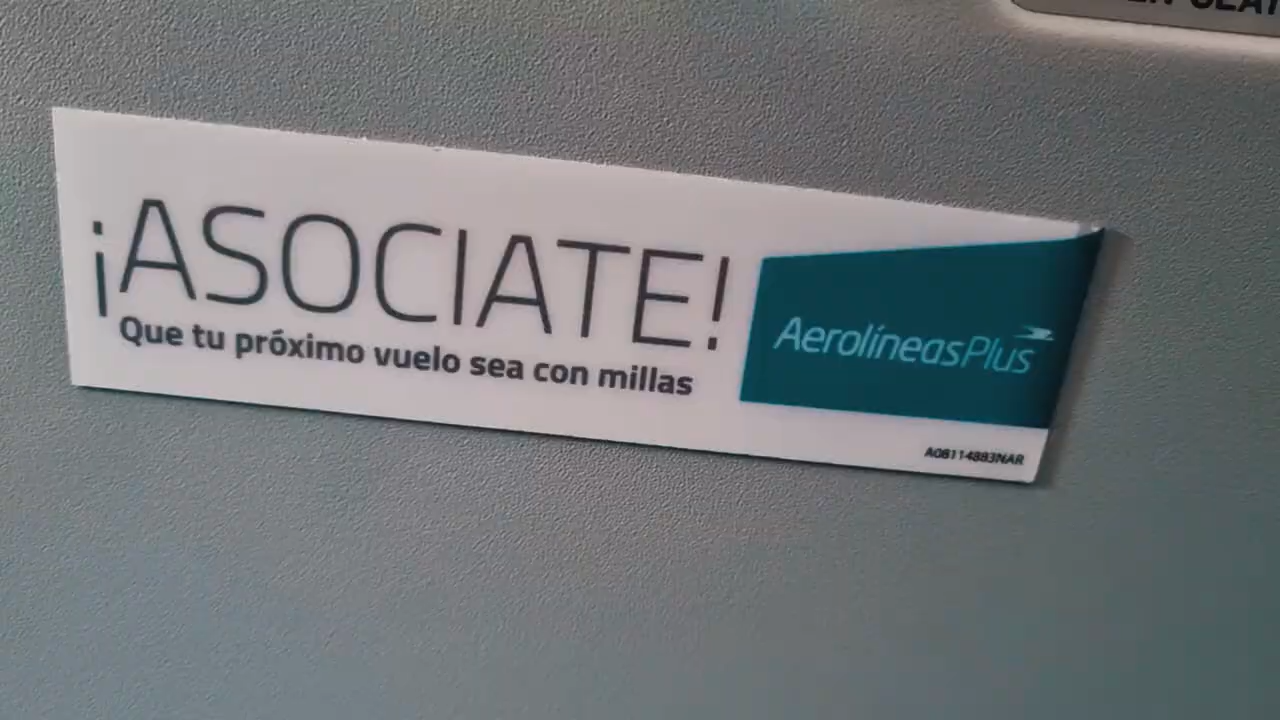 ¡ASOCIATE!
Que tu próximo vuelo sea con millas
AerolíneasPlus
A08114883NAR